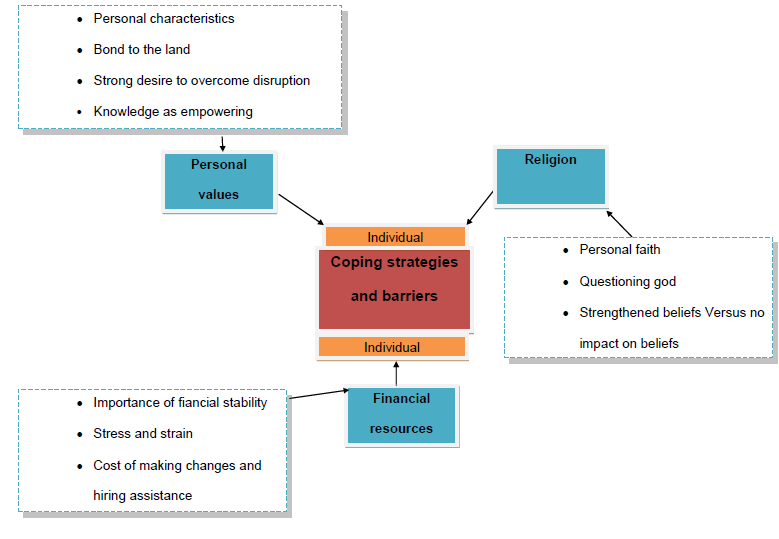 • Personal characteristics
• Bond to the land
• Strong desire to overcome disruption
• Knowledge as empowering
Personal
values
Religion
Individual
Coping strategies
and barriers
Individual
• Personal faith
• Questioning god
• Strengthened beliefs Versus no
impact on beliefs
Financial
resources
• Importance of fiancial stability
• Stress and strain
• Cost of making changes and
hiring assistance